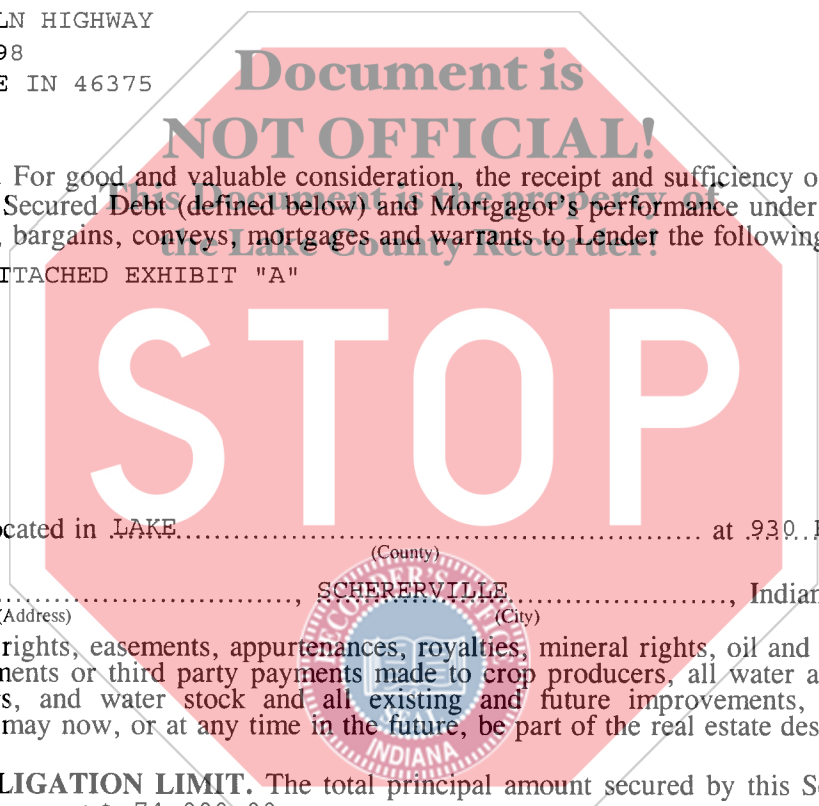 LN HIGHWAY
98
E IN 46375
Document is
NOT OFFICIAL!
For good and valuable consideration, the receipt and sufficiency o
This Document is the property of
Secured Debt (defined below) and Mortgagor's performance under
the Lake County Recorder!
, bargains, conveys, mortgages and warrants to Lender the following
TTACHED EXHIBIT "A"
STOP
ocated in LAKE at 930
(County)
, SCHERERVILLE , Indian
(Address) (City)
rights, easements, appurtenances, royalties, mineral rights, oil and
ments or third party payments made to crop producers, all water a
rs, and water stock and all existing and future improvements,
may now, or at any time in the future, be part of the real estate des
RECORDER'S OFFICE
SEAL
INDIANA
LIGATION LIMIT. The total principal amount secured by this S